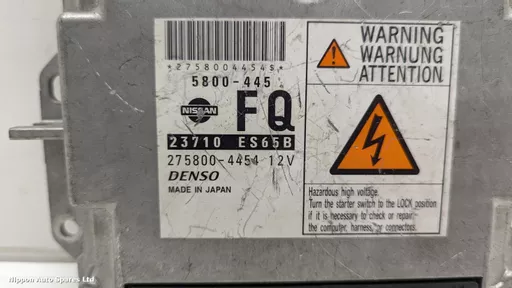 *2758004454S*
5800-445
NISSAN
FQ
23710 ES65B
275800-4454 12V
DENSO
MADE IN JAPAN
WARNING
WARNUNG
ATTENTION
Hazardous high voltage.
Turn the starter switch to the LOCK position
if it is necessary to check or repair
the computer, harness, or connectors.
Nippon Auto Spares Ltd